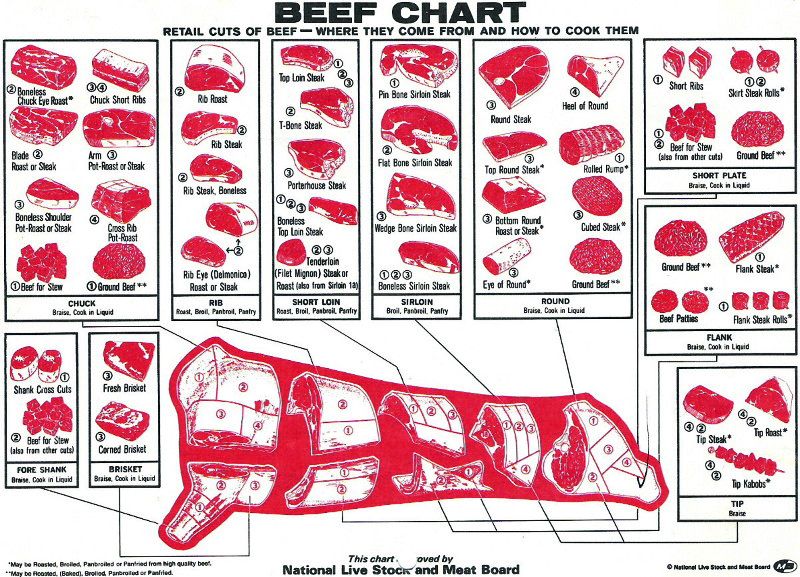 BEEF CHART
RETAIL CUTS OF BEEF — WHERE THEY COME FROM AND HOW TO COOK THEM
② Boneless
Chuck Eye Roast*
③④
Chuck Short Ribs
Blade ②
Roast or Steak
Arm ③
Pot-Roast or Steak
③
Boneless Shoulder
Pot-Roast or Steak
④
Cross Rib
Pot-Roast
① Beef for Stew
① Ground Beef**
CHUCK
Braise, Cook in Liquid
②
Rib Roast
②
Rib Steak
②
Rib Steak, Boneless
②
Rib Eye (Delmonico)
Roast or Steak
RIB
Roast, Broil, Panbroil, Panfry
①
②
③
Top Loin Steak
②
T-Bone Steak
③
Porterhouse Steak
①②③
Boneless
Top Loin Steak
②③
Tenderloin
(Filet Mignon) Steak or
Roast (also from Sirloin 1a)
SHORT LOIN
Roast, Broil, Panbroil, Panfry
①
Pin Bone Sirloin Steak
②
Flat Bone Sirloin Steak
③
Wedge Bone Sirloin Steak
①②③
Boneless Sirloin Steak
SIRLOIN
Broil, Panbroil, Panfry
③
Round Steak
④
Heel of Round
③
Top Round Steak*
①
Rolled Rump*
③ Bottom Round
Roast or Steak*
③
Cubed Steak*
③
Eye of Round*
Ground Beef**
ROUND
Braise, Cook in Liquid
①
Short Ribs
①②
Skirt Steak Rolls*
①
②
Beef for Stew
(also from other cuts)
Ground Beef**
SHORT PLATE
Braise, Cook in Liquid
Ground Beef**
①
Flank Steak*
**
Beef Patties
①
Flank Steak Rolls*
FLANK
Braise, Cook in Liquid
①
Shank Cross Cuts
②
Beef for Stew
(also from other cuts)
FORE SHANK
Braise, Cook in Liquid
③
Fresh Brisket
③
Corned Brisket
BRISKET
Braise, Cook in Liquid
④
②
Tip Steak*
④
②
Tip Roast*
④
②
Tip Kabobs*
TIP
Braise
*May be Roasted, Broiled, Panbroiled or Panfried from high quality beef.
**May be Roasted, (Baked), Broiled, Panbroiled or Panfried.
This chart
oved by
National Live Stock and Meat Board
© National Live Stock and Meat Board